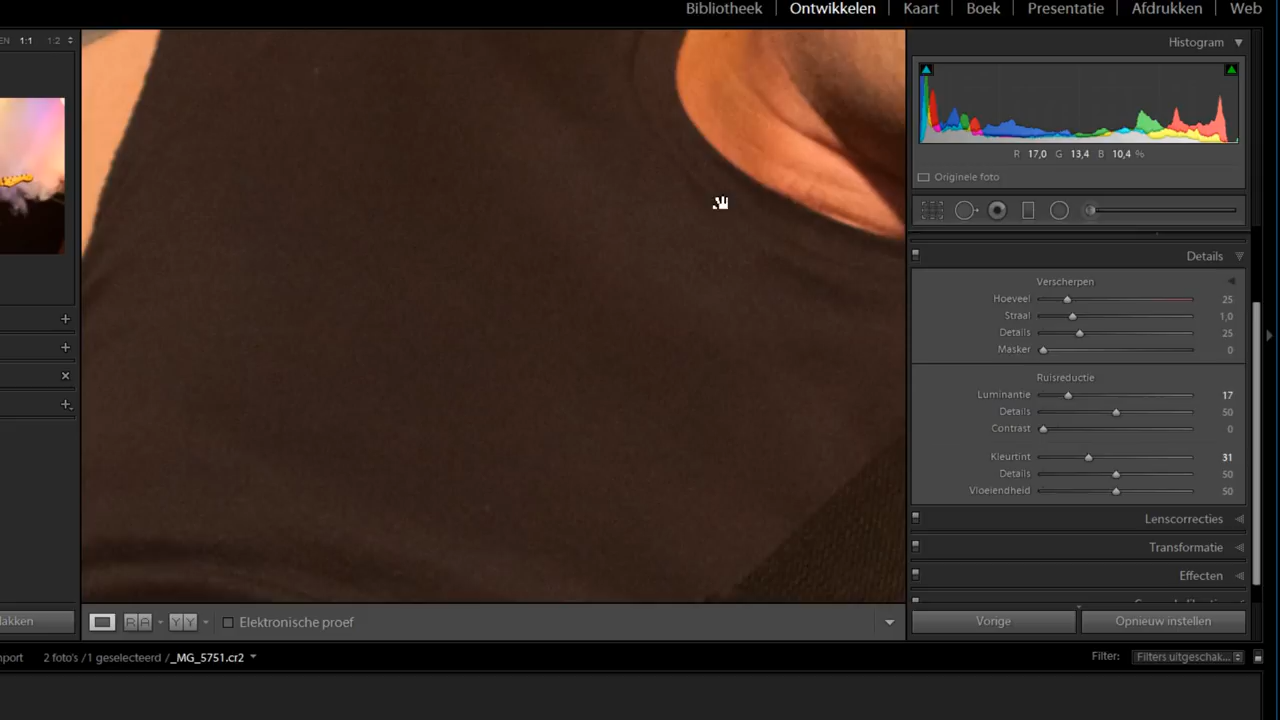 Bibliotheek Ontwikkelen Kaart Boek Presentatie Afdrukken Web
EN 1:1 1:2
Histogram
R 17,0 G 13,4 B 10,4 %
Originele foto
Details
Verscherpen
Hoeveel 25
Straal 1,0
Details 25
Masker 0
Ruisreductie
Luminantie 17
Details 50
Contrast 0
Kleurtint 31
Details 50
Vloeiendheid 50
Lenscorrecties
Transformatie
Effecten
lakken
R A Y Y Elektronische proef
Vorige Opnieuw instellen
nport 2 foto's /1 geselecteerd /_MG_5751.cr2
Filter: Filters uitgeschak...